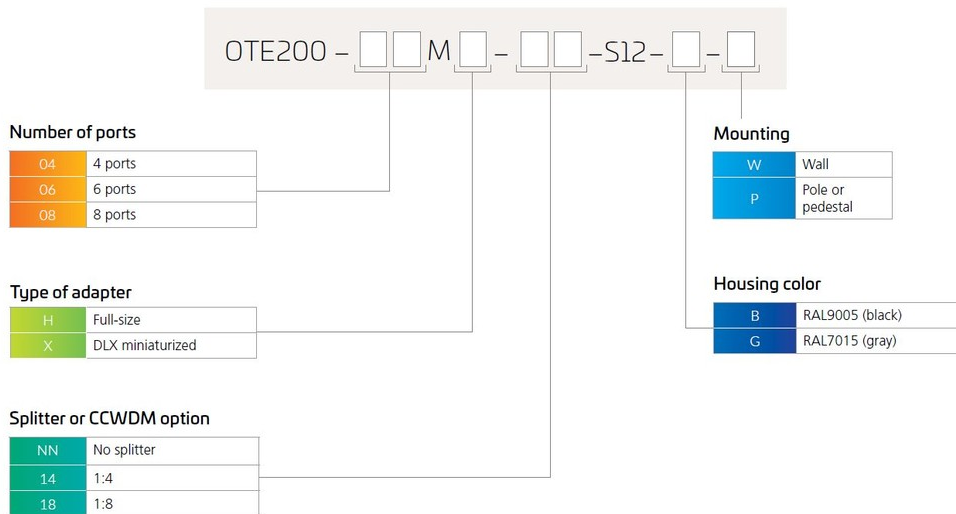 OTE200 – M – –S12– –
Number of ports
04 4 ports
06 6 ports
08 8 ports
Mounting
W Wall
P Pole or
pedestal
Type of adapter
H Full-size
X DLX miniaturized
Housing color
B RAL9005 (black)
G RAL7015 (gray)
Splitter or CCWDM option
NN No splitter
14 1:4
18 1:8